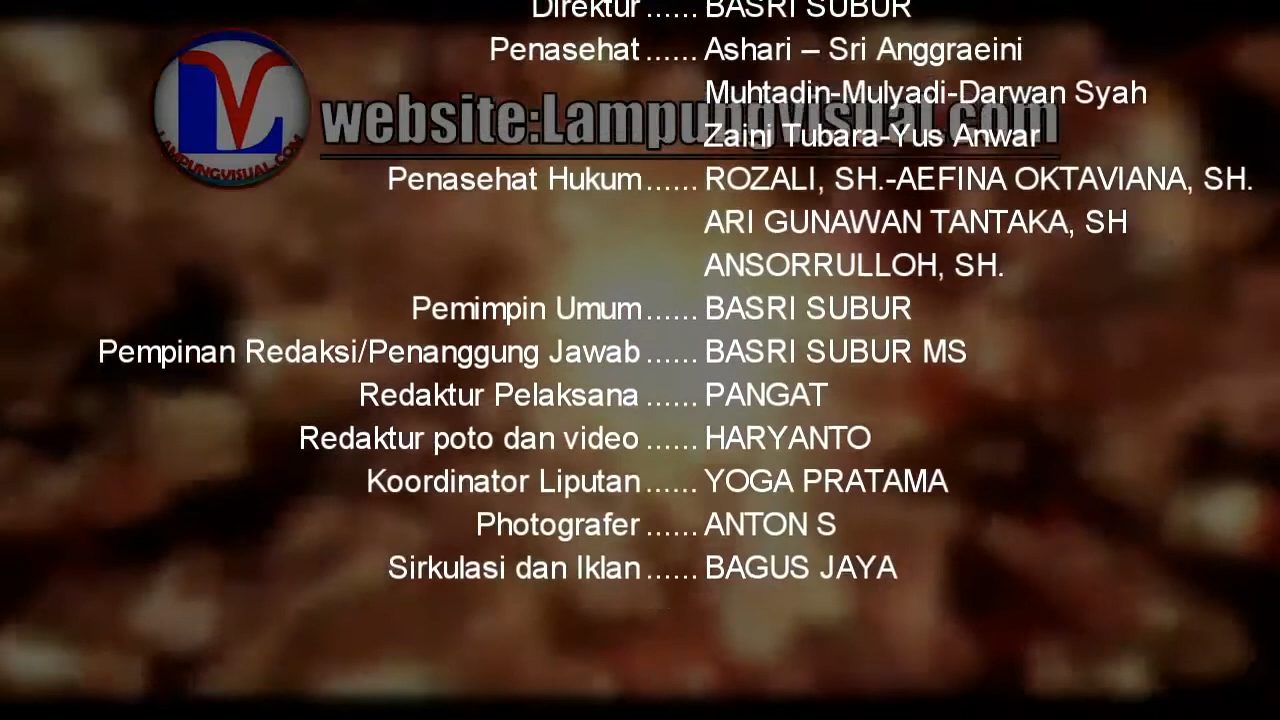 Direktur ...... BASRI SUBUR
Penasehat ...... Ashari – Sri Anggraeini
Muhtadin-Mulyadi-Darwan Syah
website:Lampungvisual.com
Zaini Tubara-Yus Anwar
LV
LAMPUNGVISUAL.COM
Penasehat Hukum ...... ROZALI, SH.-AEFINA OKTAVIANA, SH.
ARI GUNAWAN TANTAKA, SH
ANSORRULLOH, SH.
Pemimpin Umum ...... BASRI SUBUR
Pempinan Redaksi/Penanggung Jawab ...... BASRI SUBUR MS
Redaktur Pelaksana ...... PANGAT
Redaktur poto dan video ...... HARYANTO
Koordinator Liputan ...... YOGA PRATAMA
Photografer ...... ANTON S
Sirkulasi dan Iklan ...... BAGUS JAYA